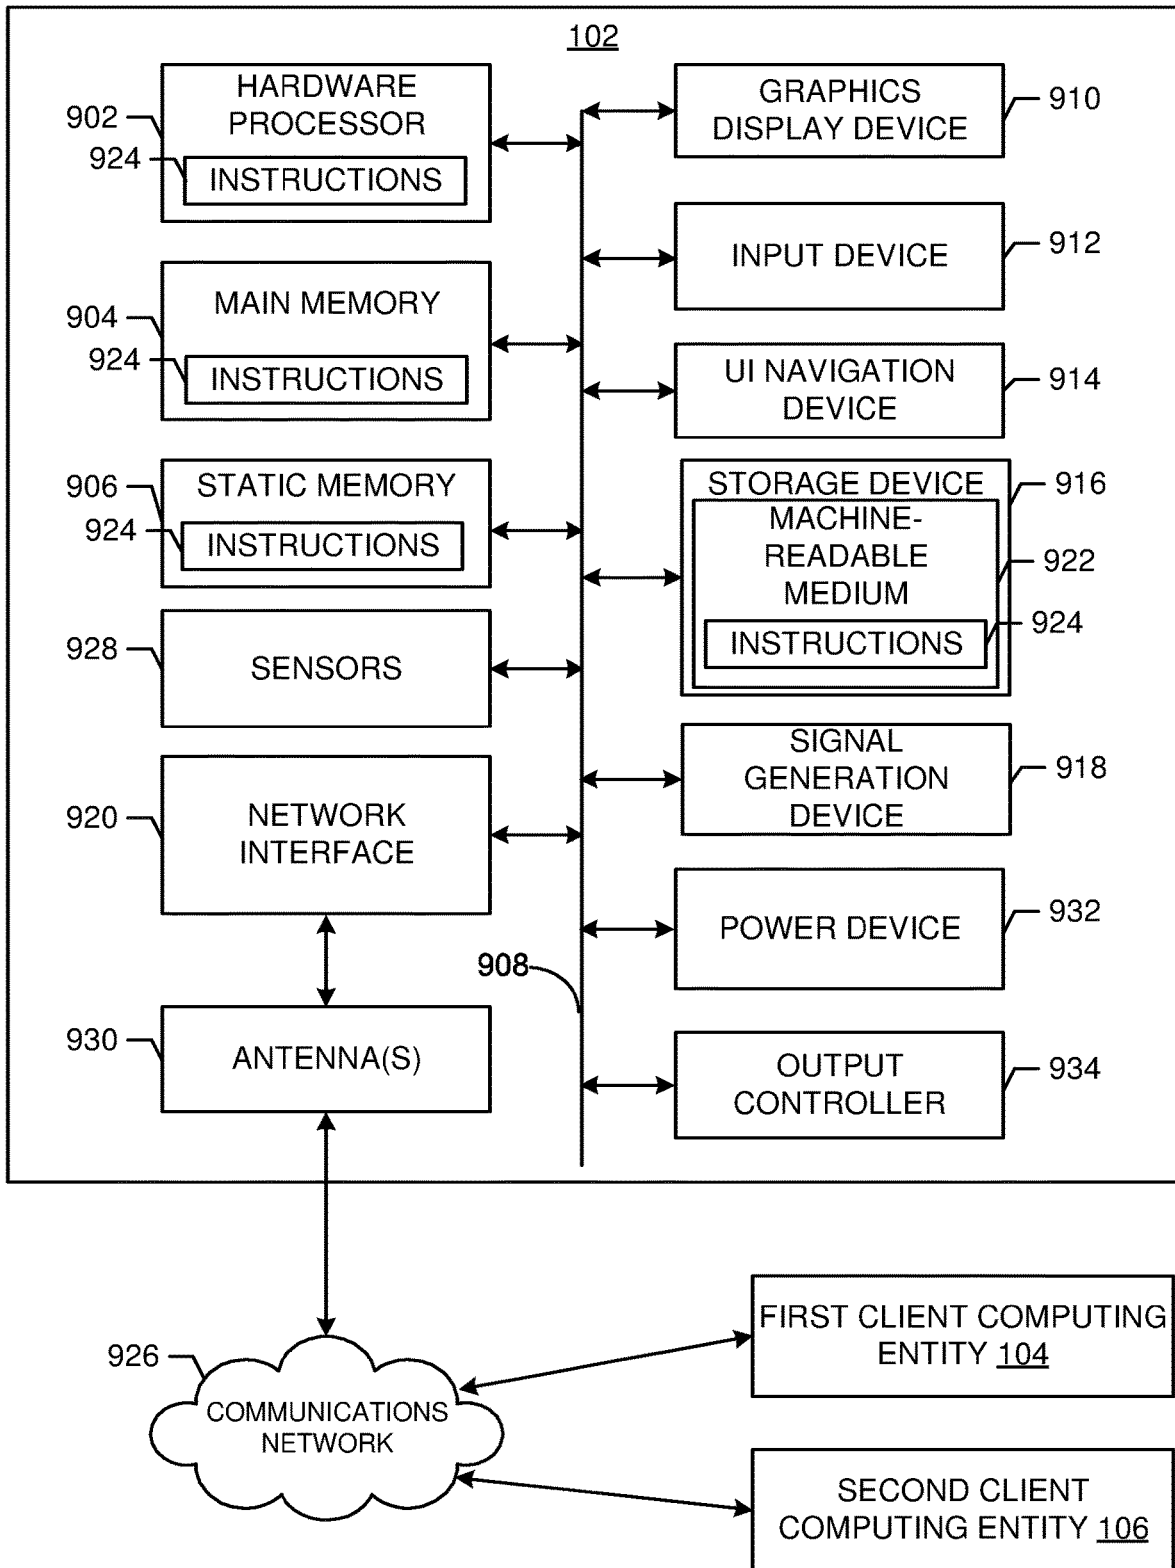 102
HARDWARE
PROCESSOR
902
924
INSTRUCTIONS
MAIN MEMORY
904
924
INSTRUCTIONS
STATIC MEMORY
906
924
INSTRUCTIONS
928
SENSORS
920
NETWORK
INTERFACE
930
ANTENNA(S)
908
GRAPHICS
DISPLAY DEVICE
910
INPUT DEVICE
912
UI NAVIGATION
DEVICE
914
STORAGE DEVICE
916
MACHINE-
READABLE
MEDIUM
922
INSTRUCTIONS
924
SIGNAL
GENERATION
DEVICE
918
POWER DEVICE
932
OUTPUT
CONTROLLER
934
926
COMMUNICATIONS
NETWORK
FIRST CLIENT COMPUTING
ENTITY 104
SECOND CLIENT
COMPUTING ENTITY 106